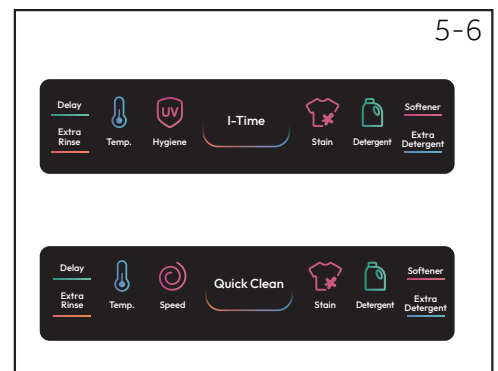 5-6
Delay
Extra
Rinse
Temp.
UV
Hygiene
I-Time
Stain
Detergent
Softener
Extra
Detergent
Delay
Extra
Rinse
Temp.
Speed
Quick Clean
Stain
Detergent
Softener
Extra
Detergent